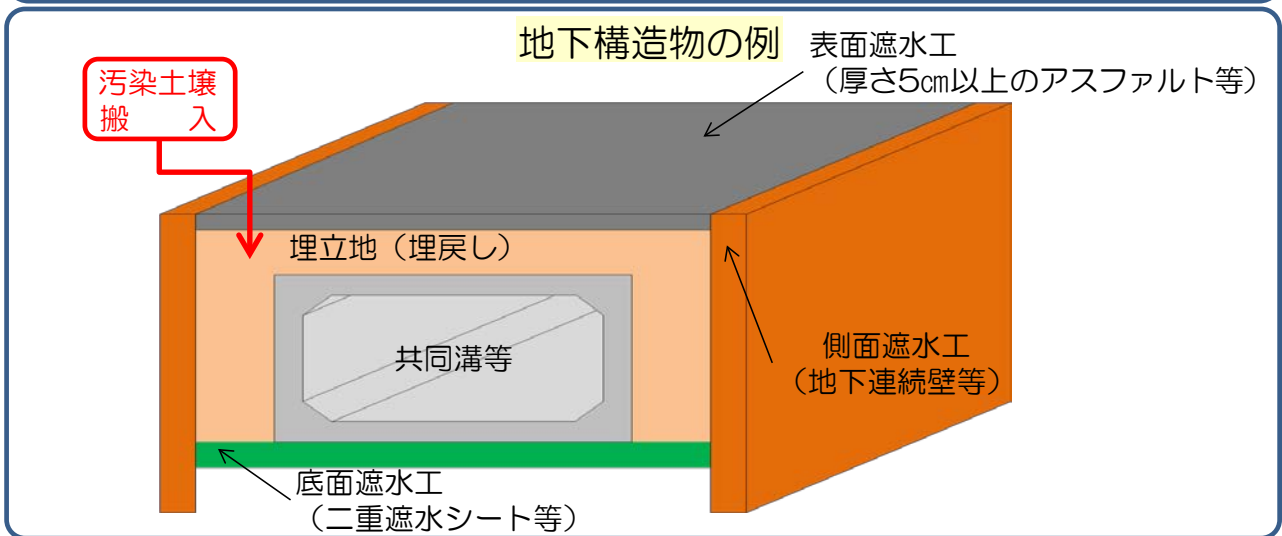 地下構造物の例
表面遮水工
（厚さ5㎝以上のアスファルト等）
汚染土壌
搬　　入
埋立地（埋戻し）
共同溝等
側面遮水工
（地下連続壁等）
底面遮水工
（二重遮水シート等）